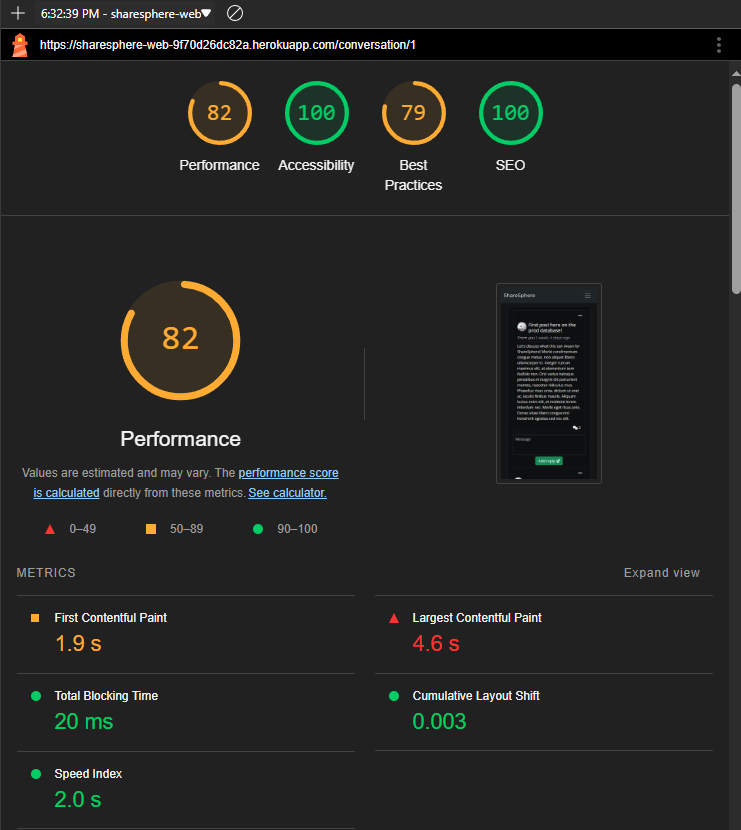 6:32:39 PM - sharesphere-web
https://sharesphere-web-9f70d26dc82a.herokuapp.com/conversation/1
82 100 79 100
Performance Accessibility Best Practices SEO
82
Performance
Values are estimated and may vary. The performance score
is calculated directly from these metrics. See calculator.
0–49 50–89 90–100
ShareSphere
First post here on the
prod database!
METRICS Expand view
First Contentful Paint Largest Contentful Paint
1.9 s 4.6 s
Total Blocking Time Cumulative Layout Shift
20 ms 0.003
Speed Index
2.0 s